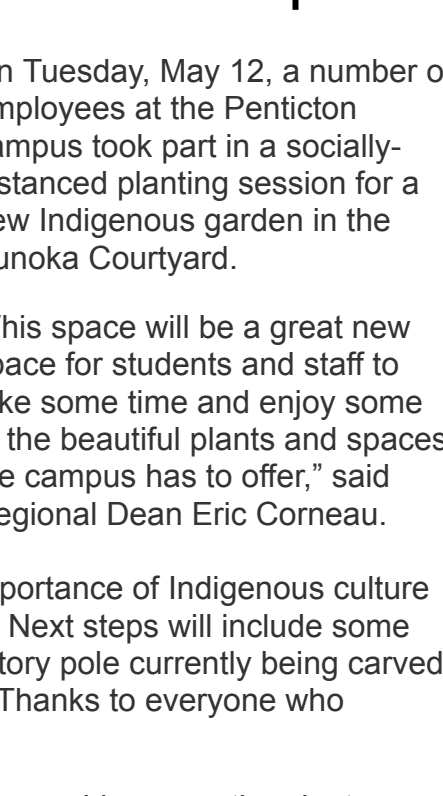 n Tuesday, May 12, a number o
mployees at the Penticton
ampus took part in a socially-
stanced planting session for a
ew Indigenous garden in the
unoka Courtyard.
his space will be a great new
pace for students and staff to
ke some time and enjoy some
the beautiful plants and spaces
e campus has to offer,” said
egional Dean Eric Corneau.
portance of Indigenous culture
Next steps will include some
tory pole currently being carved
Thanks to everyone who